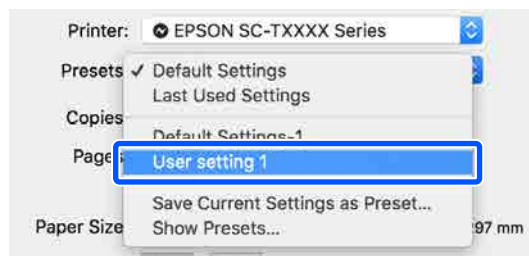 Printer: EPSON SC-TXXXX Series
Presets ✓ Default Settings
Last Used Settings
Copies
Default Settings-1
Pages
User setting 1
Save Current Settings as Preset...
Paper Size Show Presets... 97 mm